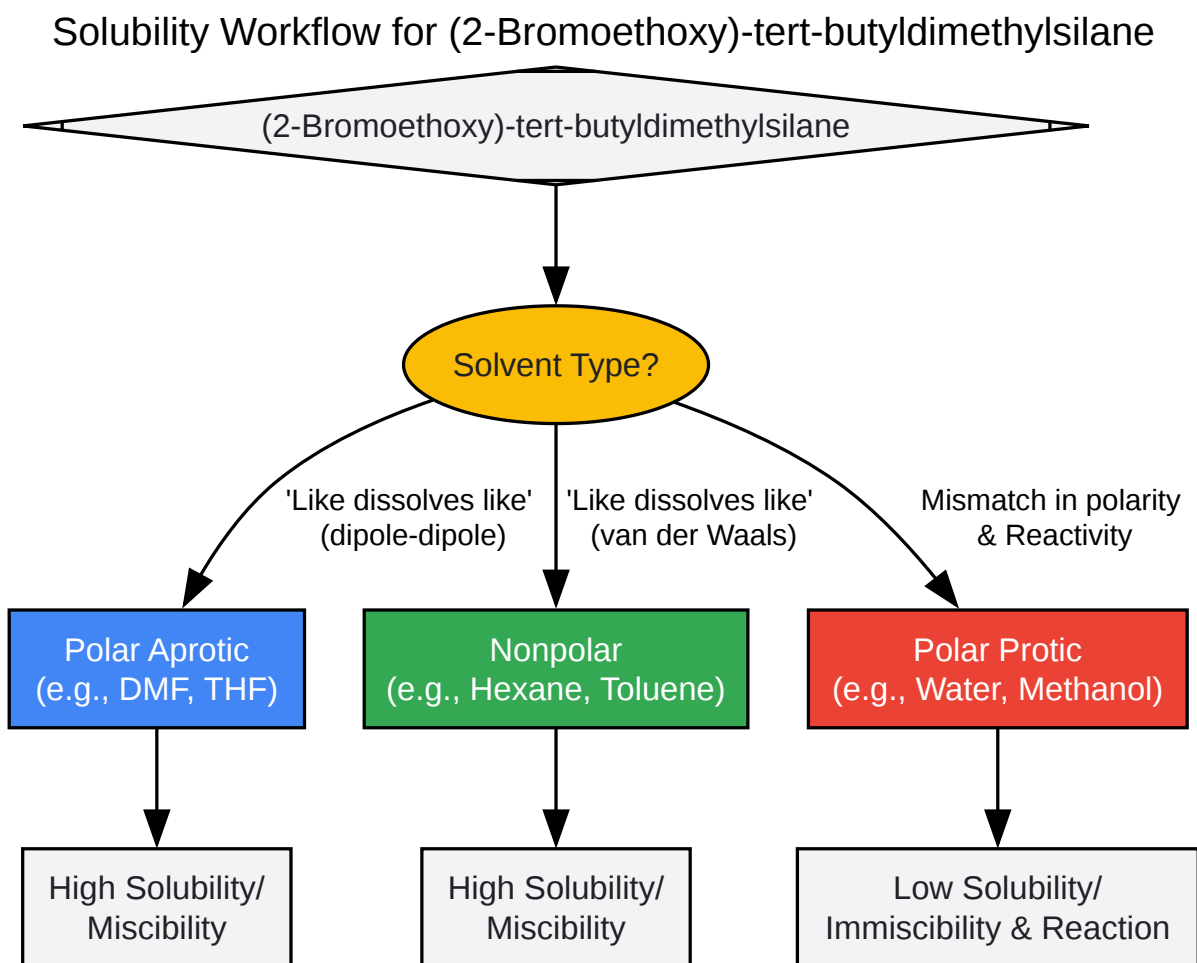 Solubility Workflow for (2-Bromoethoxy)-tert-butyldimethylsilane
(2-Bromoethoxy)-tert-butyldimethylsilane
Solvent Type?
'Like dissolves like'
(dipole-dipole)
'Like dissolves like'
(van der Waals)
Mismatch in polarity
& Reactivity
Polar Aprotic
(e.g., DMF, THF)
Nonpolar
(e.g., Hexane, Toluene)
Polar Protic
(e.g., Water, Methanol)
High Solubility/
Miscibility
High Solubility/
Miscibility
Low Solubility/
Immiscibility & Reaction